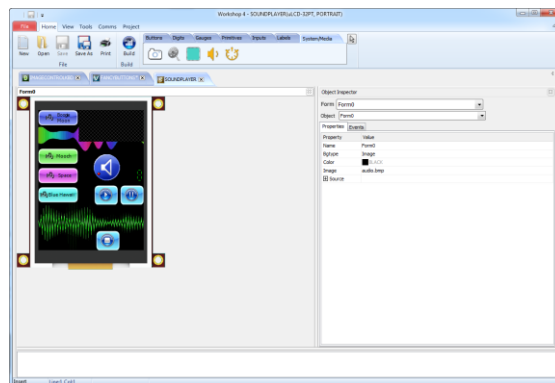 Workshop 4 - SOUNDPLAYER(uLCD-32PT, PORTRAIT)
File Home View Tools Comms Project
New Open Save Save As Print Build
File Build
Buttons Digits Gauges Primitives Inputs Labels System/Media
SOUNDPLAYER
Form0
Object Inspector
Form Form0
Object Form0
Properties Events
Property Value
Name Form0
Bgtype Image
Color BLACK
Image audio.bmp
Source